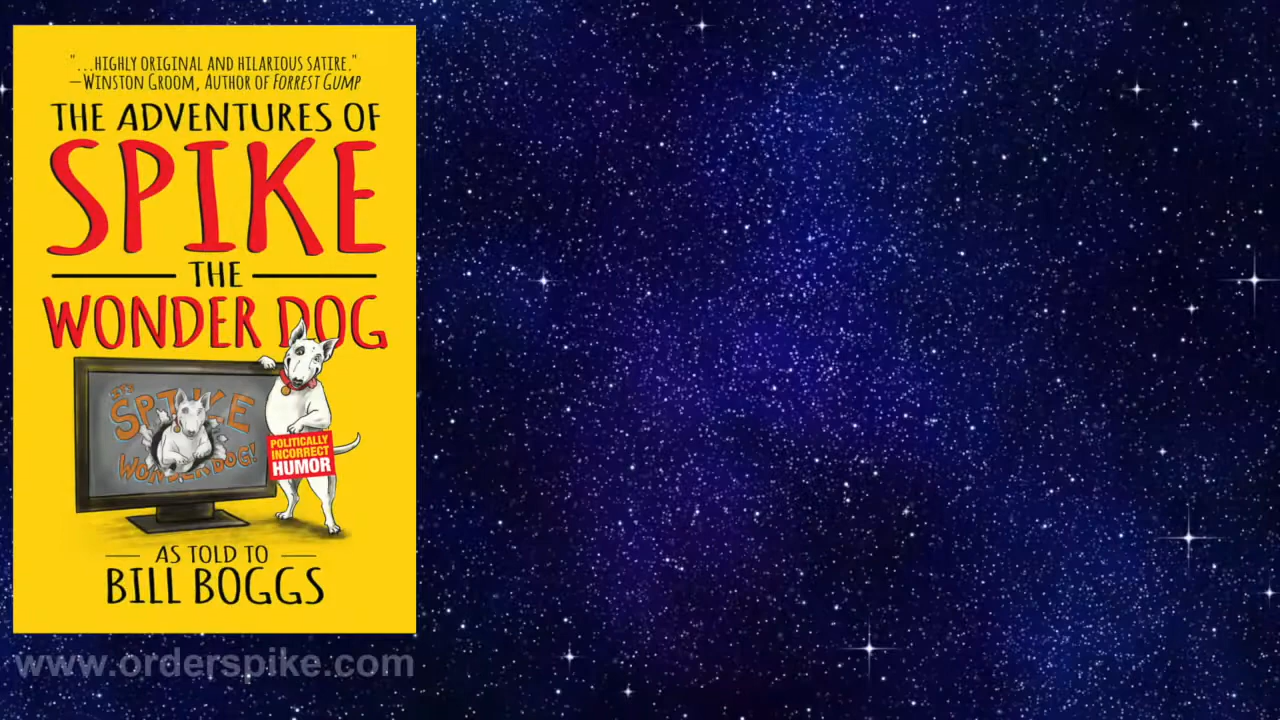 "...HIGHLY ORIGINAL AND HILARIOUS SATIRE."
—WINSTON GROOM, AUTHOR OF FORREST GUMP
THE ADVENTURES OF
SPIKE
THE
WONDER DOG
IT'S
SPIKE
WONDER DOG!
POLITICALLY
INCORRECT
HUMOR
AS TOLD TO
BILL BOGGS
www.orderspike.com